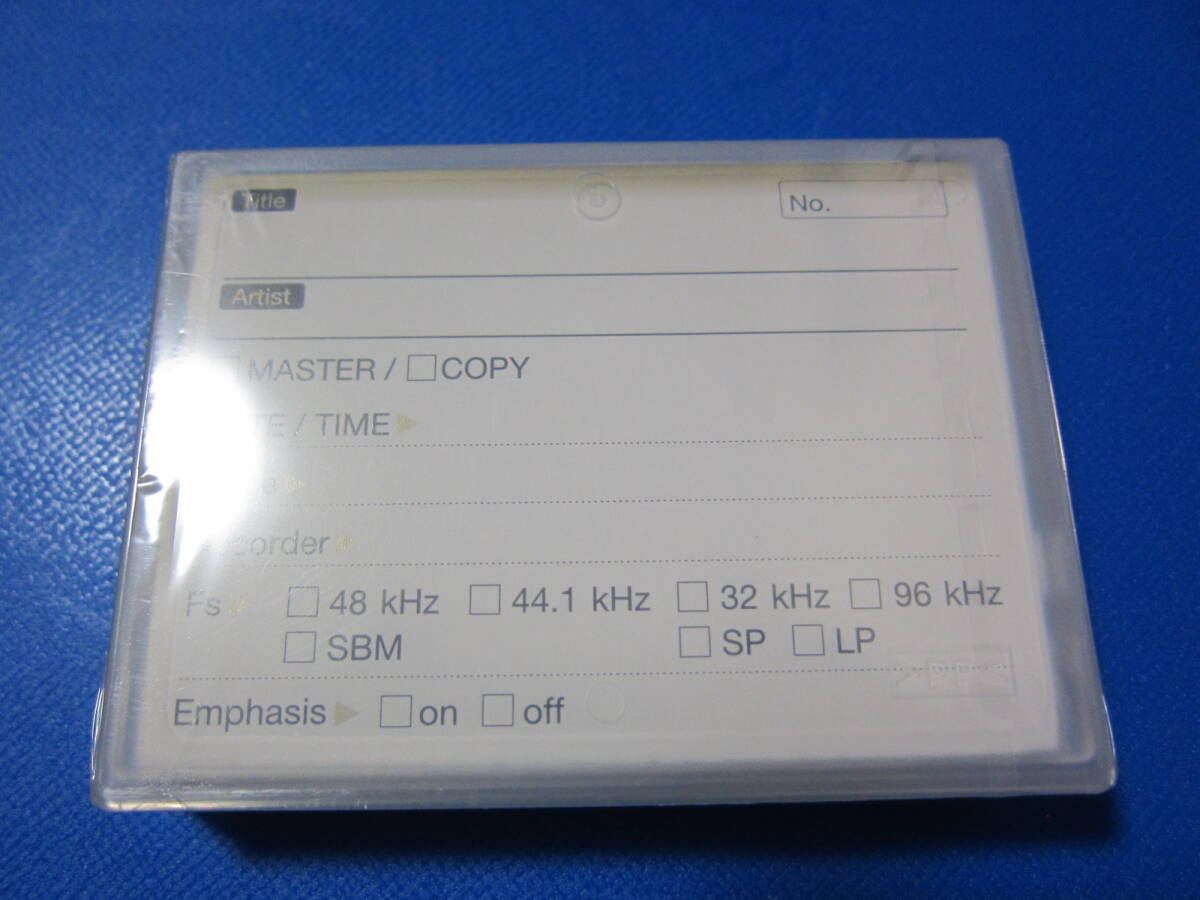 Title
No.
Artist
MASTER / □COPY
TE / TIME ▶
e ▶
corder ▶
Fs ▶ □ 48 kHz □ 44.1 kHz □ 32 kHz □ 96 kHz
□ SBM □ SP □ LP
Emphasis ▶ □on □off